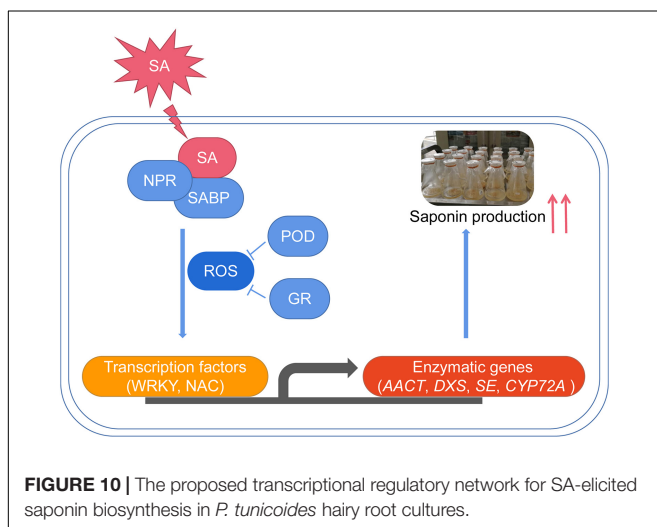 SA
SA
NPR
SABP
ROS
POD
GR
Saponin production
Transcription factors
(WRKY, NAC)
Enzymatic genes
(AACT, DXS, SE, CYP72A )
FIGURE 10 | The proposed transcriptional regulatory network for SA-elicited
saponin biosynthesis in P. tunicoides hairy root cultures.